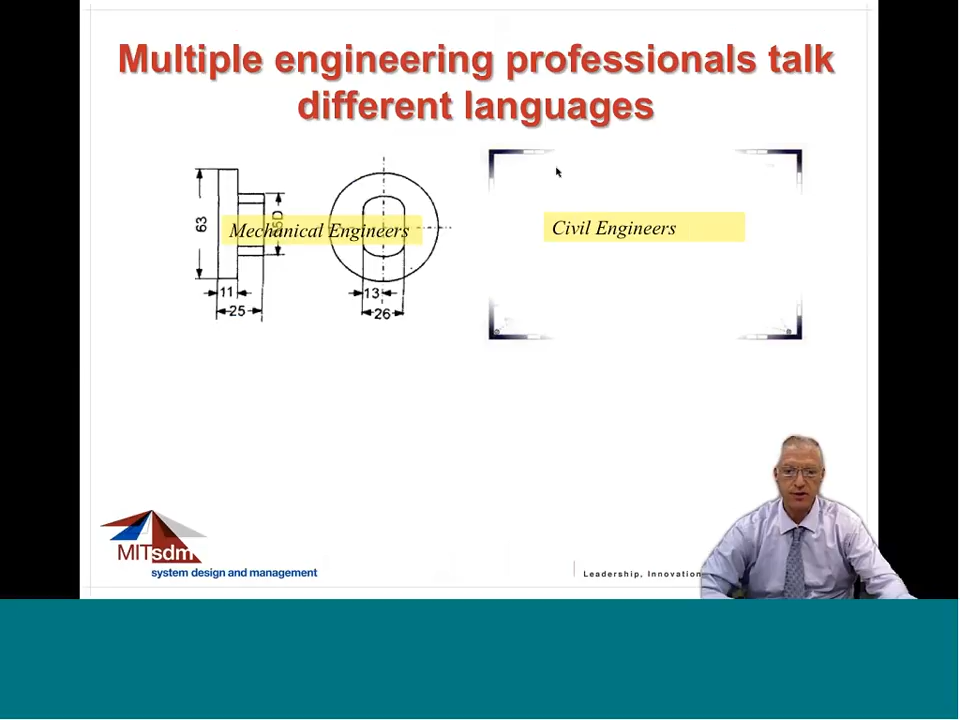 Multiple engineering professionals talk
different languages
63
Mechanical Engineers
Civil Engineers
11
13
25
26
MITsdm
system design and management
Leadership, Innovation